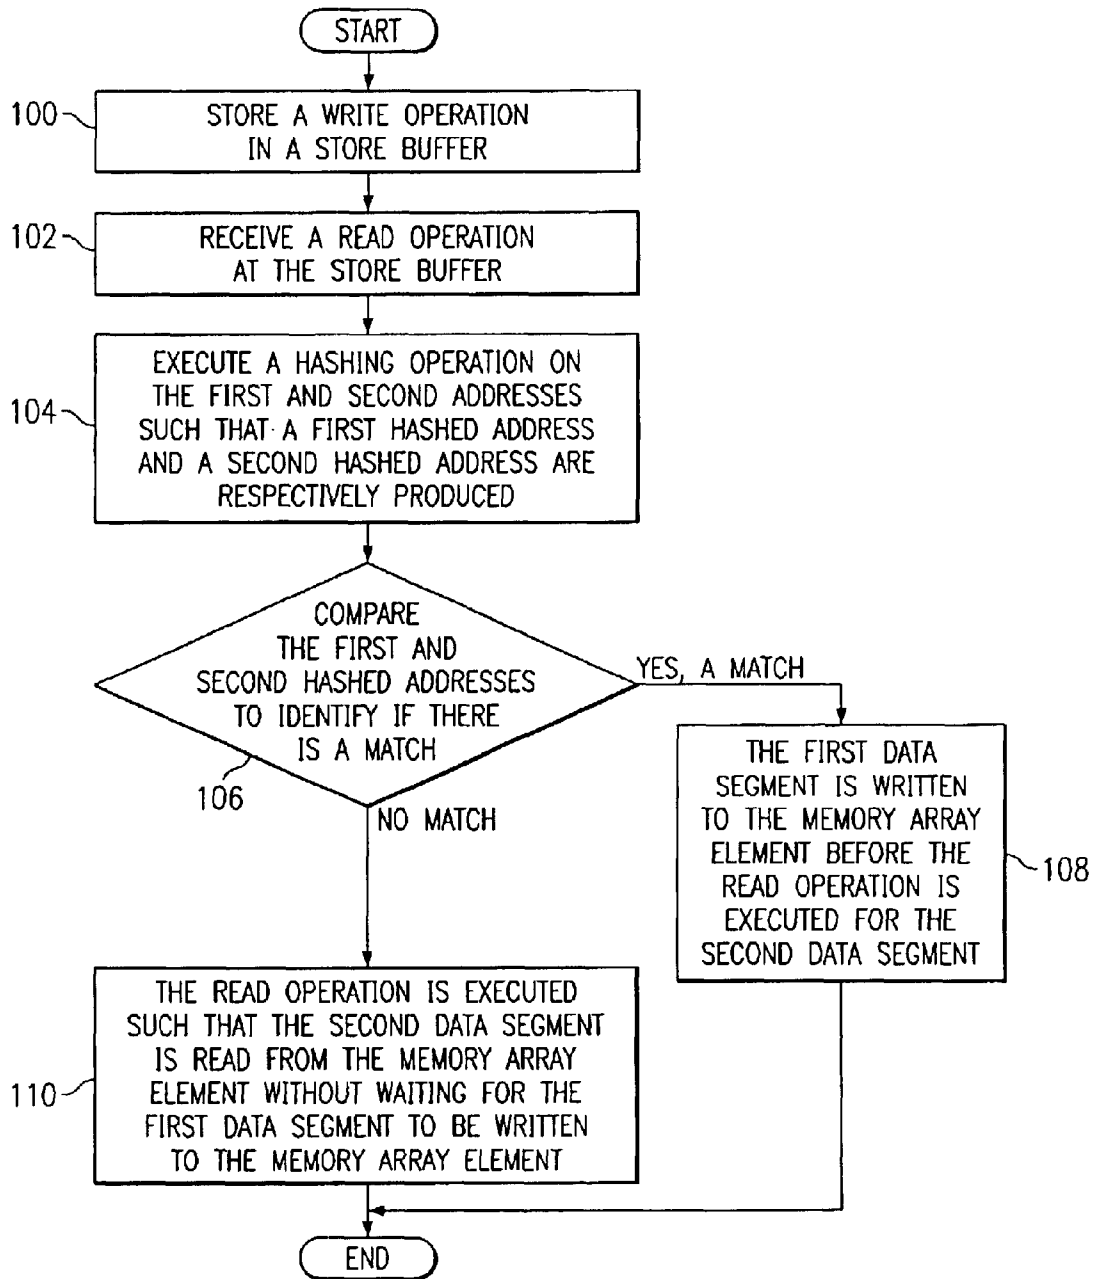 START
100
STORE A WRITE OPERATION
IN A STORE BUFFER
102
RECEIVE A READ OPERATION
AT THE STORE BUFFER
104
EXECUTE A HASHING OPERATION ON
THE FIRST AND SECOND ADDRESSES
SUCH THAT A FIRST HASHED ADDRESS
AND A SECOND HASHED ADDRESS ARE
RESPECTIVELY PRODUCED
COMPARE
THE FIRST AND
SECOND HASHED ADDRESSES
TO IDENTIFY IF THERE
IS A MATCH
106
YES, A MATCH
NO MATCH
THE FIRST DATA
SEGMENT IS WRITTEN
TO THE MEMORY ARRAY
ELEMENT BEFORE THE
READ OPERATION IS
EXECUTED FOR THE
SECOND DATA SEGMENT
108
110
THE READ OPERATION IS EXECUTED
SUCH THAT THE SECOND DATA SEGMENT
IS READ FROM THE MEMORY ARRAY
ELEMENT WITHOUT WAITING FOR THE
FIRST DATA SEGMENT TO BE WRITTEN
TO THE MEMORY ARRAY ELEMENT
END